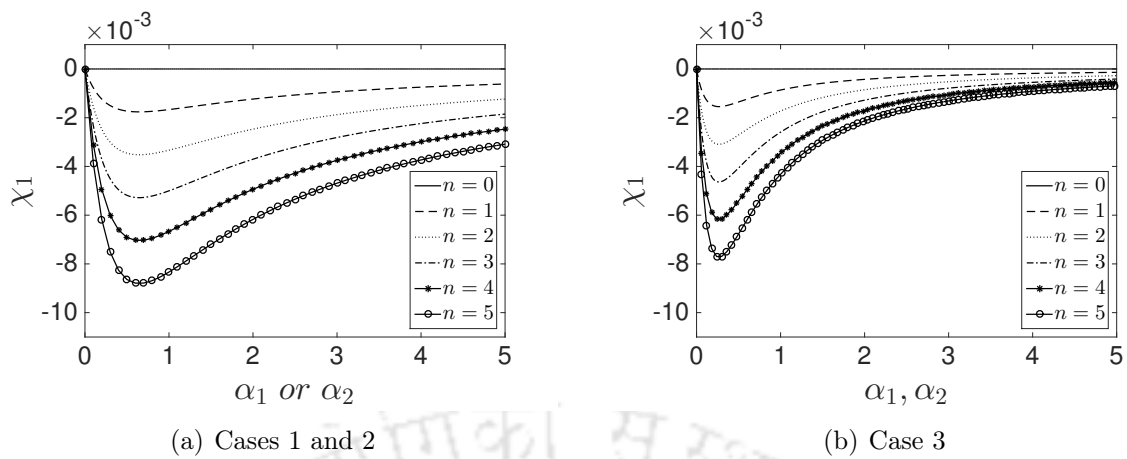 ×10⁻³
0
-2
-4
-6
-8
-10
χ₁
0 1 2 3 4 5
α₁ or α₂
n = 0
n = 1
n = 2
n = 3
n = 4
n = 5
(a) Cases 1 and 2
×10⁻³
0
-2
-4
-6
-8
-10
χ₁
0 1 2 3 4 5
α₁, α₂
n = 0
n = 1
n = 2
n = 3
n = 4
n = 5
(b) Case 3